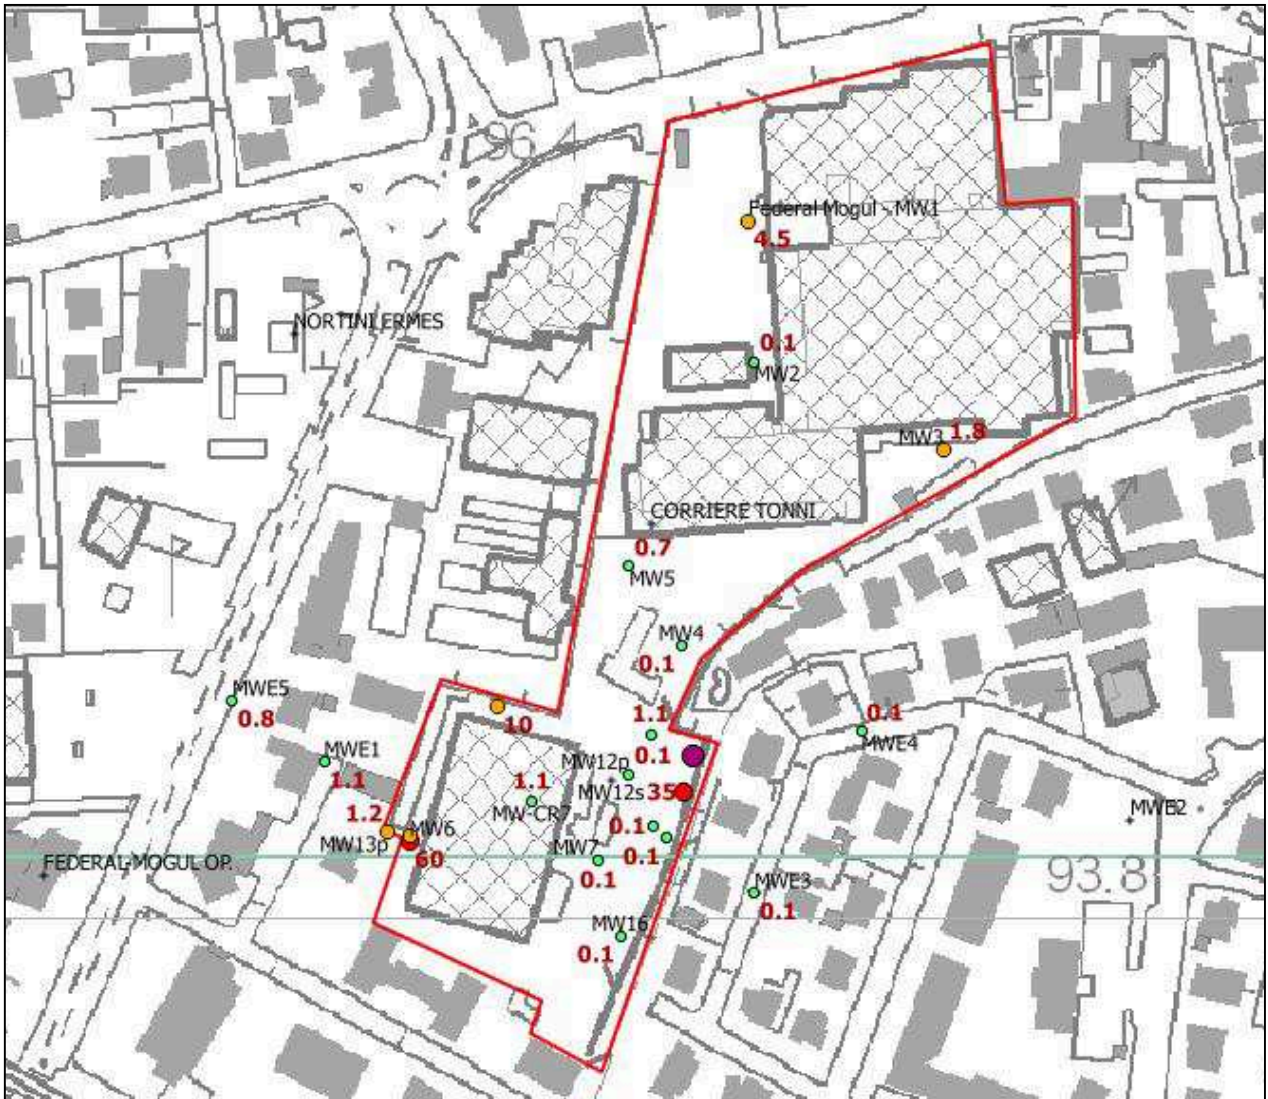 96
Federal Mogul - MW1
4.5
NORTINI ERMES
0.1
MW2
MW3
1.8
CORRIERE TONNI
0.7
MW5
MW4
0.1
MWE5
0.8
10
1.1
0.1
0.1
MWE4
MWE1
1.1
MW12p
1.1
MW12s
35
MW-CR7
MWE2
1.2
MW6
MW13p
60
0.1
FEDERAL-MOGUL OP.
MW7
0.1
0.1
MWE3
0.1
93.8
MW16
0.1